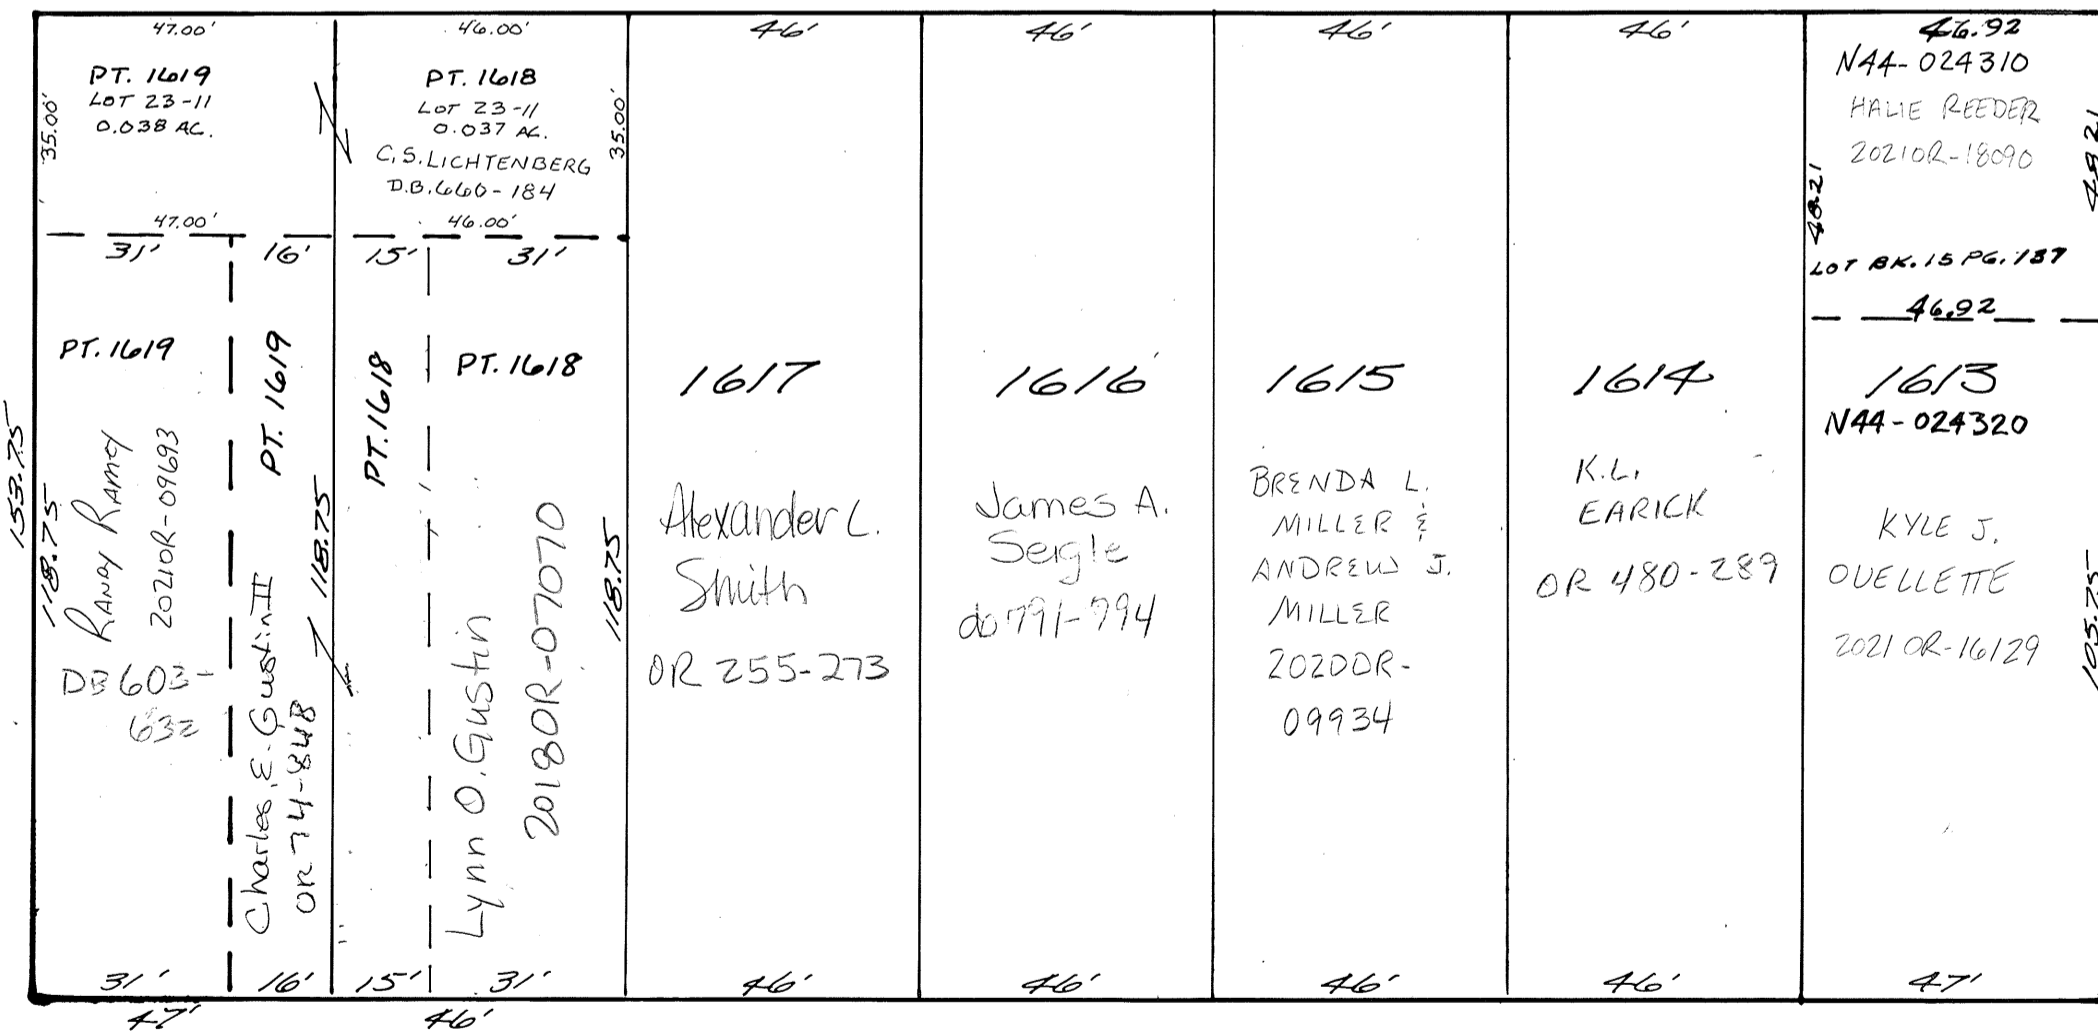 47.00'
PT. 1619
LOT 23-11
0.038 AC.
35.00'
47.00'
46.00'
PT. 1618
LOT 23-11
0.037 AC.
C.S. LICHTENBERG
D.B. 660-184
35.00'
46.00'
31'
16'
15'
31'
153.75
118.75
PT. 1619
RANDY RAMEY
2021OR-09693
DB 603-
632
PT. 1619
Charles E. Gustin II
OR 74-848
118.75
PT. 1618
PT. 1618
Lynn O. Gustin
2018OR-07070
118.75
31'
16'
15'
31'
47'
46'
46'
1617
Alexander L.
Smith
OR 255-273
46'
46'
1616
James A.
Seigle
do 791-794
46'
46'
1615
BRENDA L.
MILLER &
ANDREW J.
MILLER
2020OR-
09934
46'
46'
1614
K.L.
EARICK
OR 480-289
46'
46.92
N44-024310
HALIE REEDER
2021OR-18090
48.21
48.21
LOT BK. 15 PG. 137
46.92
1613
N44-024320
KYLE J.
OUELLETTE
2021 OR-16129
105.75
47'